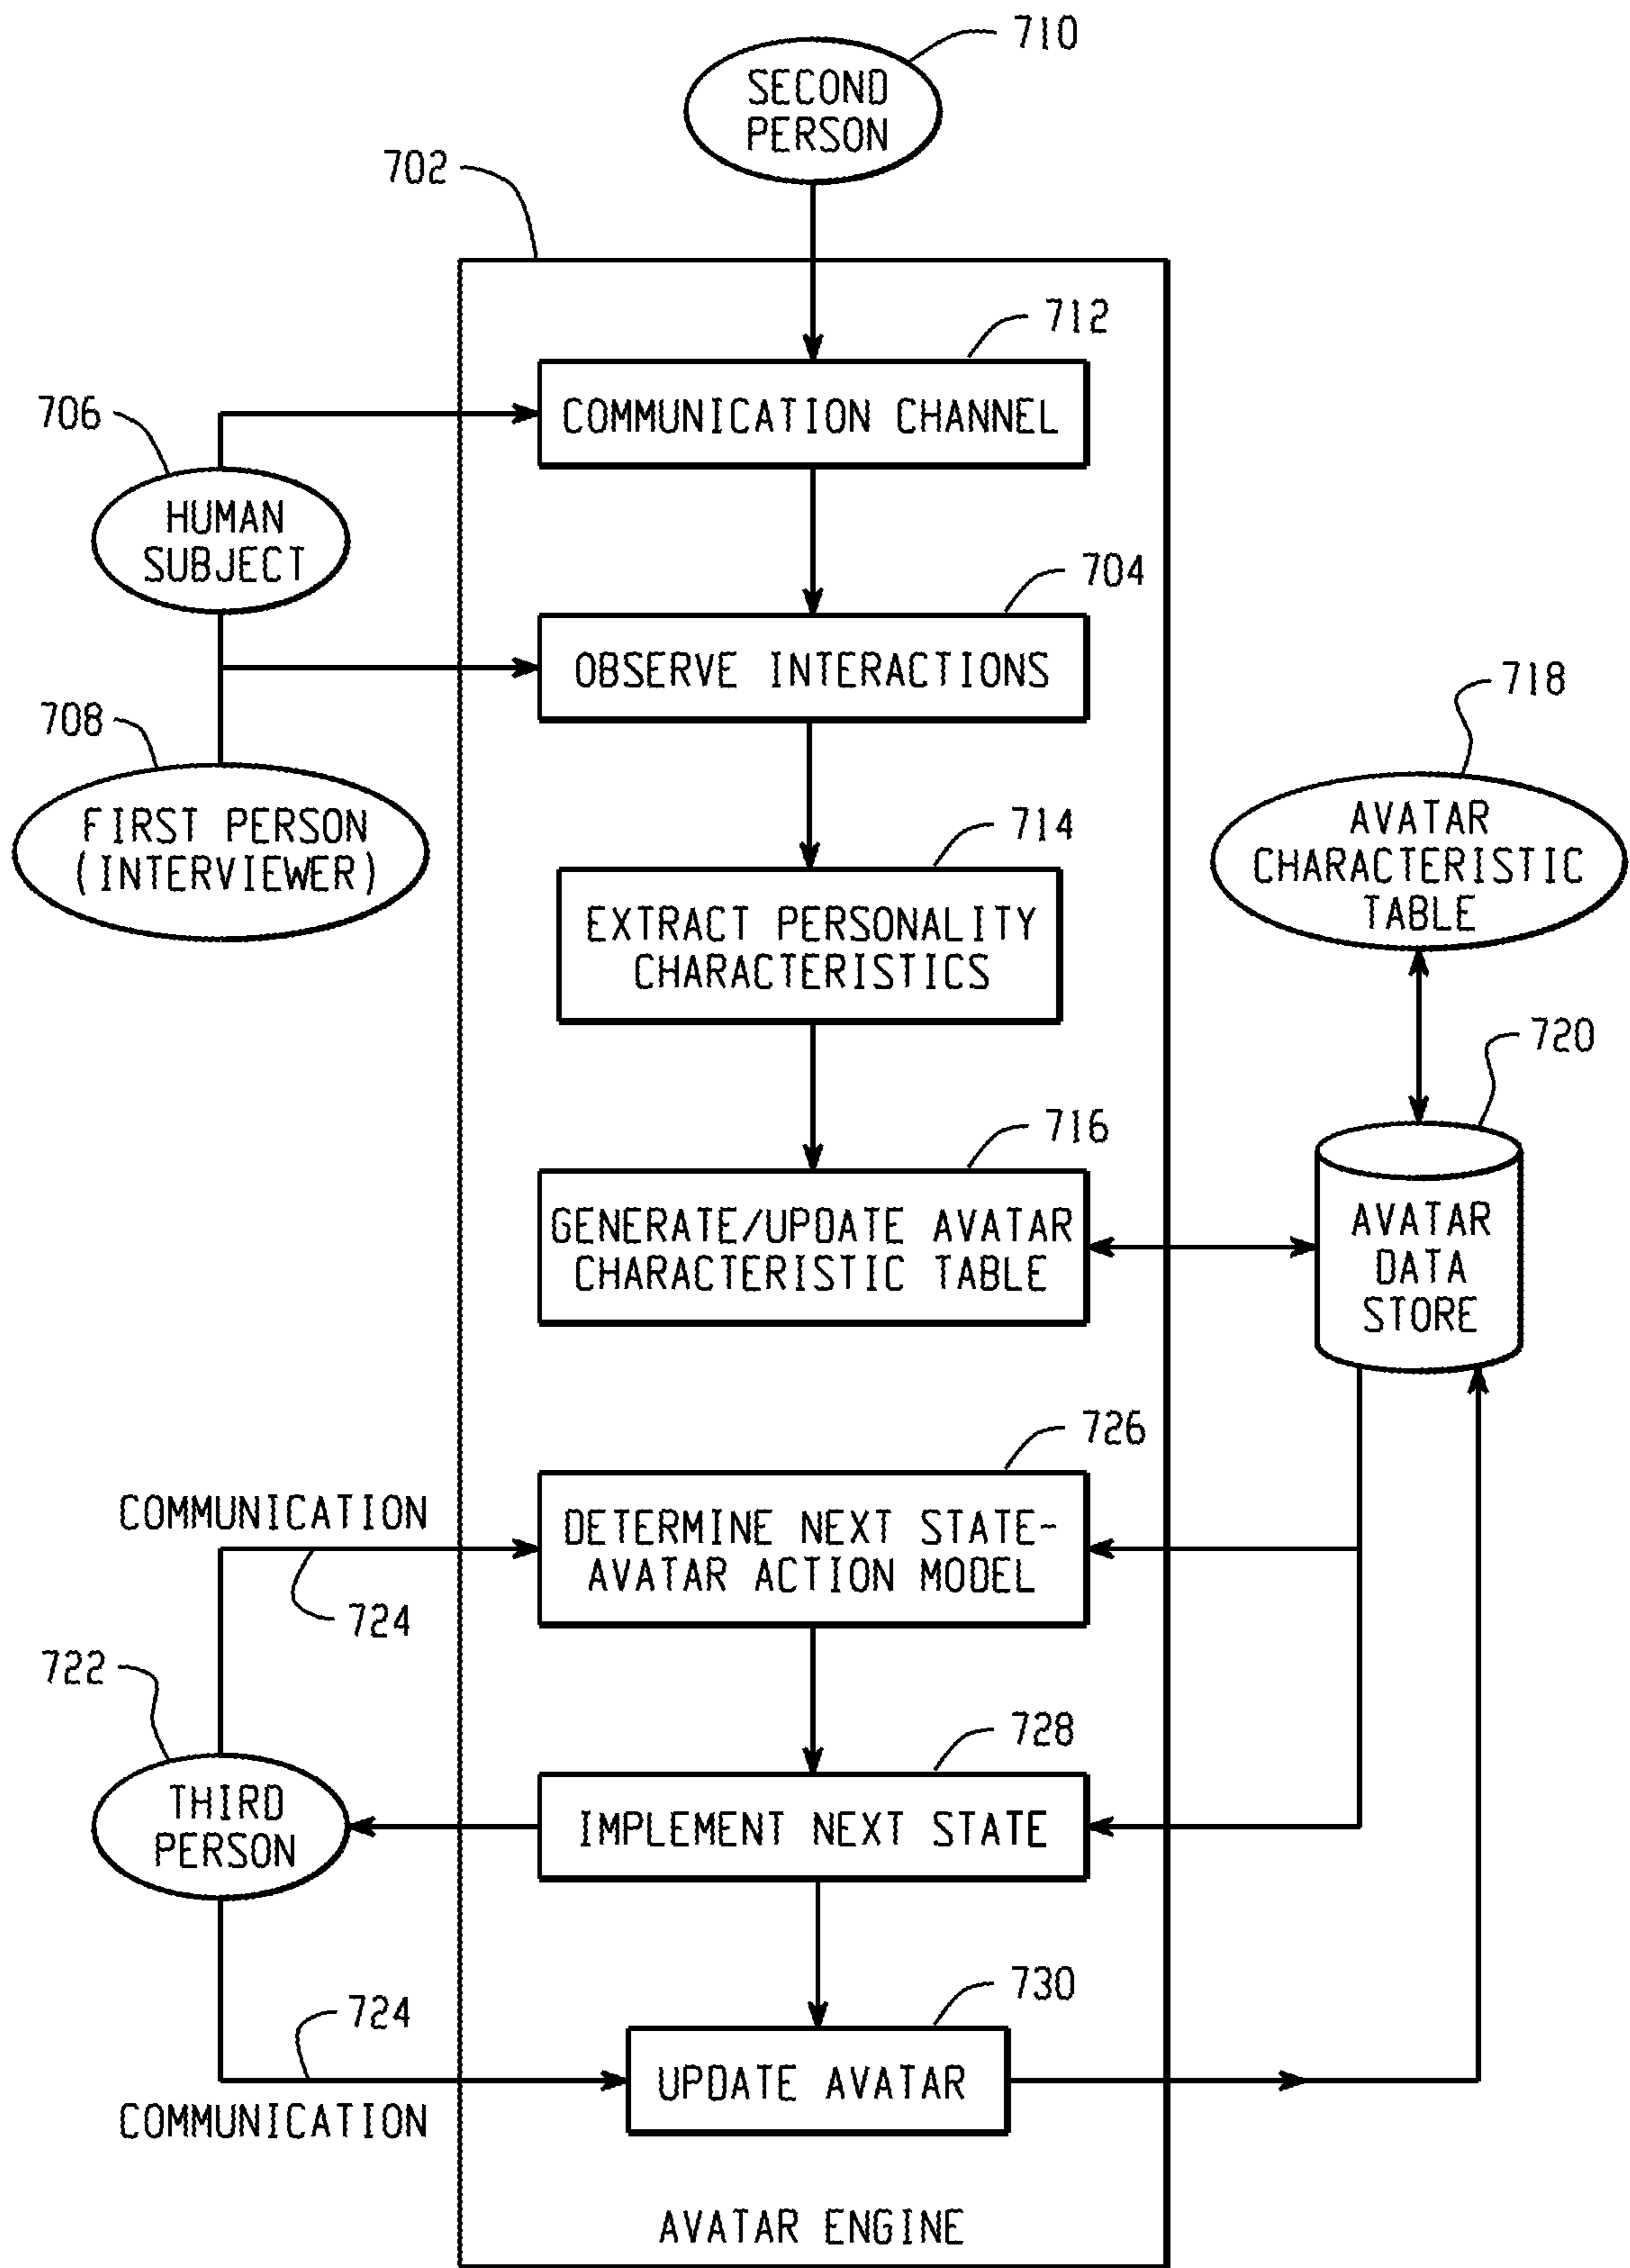 710
SECOND
PERSON
702
712
COMMUNICATION CHANNEL
706
HUMAN
SUBJECT
704
OBSERVE INTERACTIONS
708
FIRST PERSON
(INTERVIEWER)
718
AVATAR
CHARACTERISTIC
TABLE
714
EXTRACT PERSONALITY
CHARACTERISTICS
720
AVATAR
DATA
STORE
716
GENERATE/UPDATE AVATAR
CHARACTERISTIC TABLE
726
COMMUNICATION
724
DETERMINE NEXT STATE-
AVATAR ACTION MODEL
722
THIRD
PERSON
728
IMPLEMENT NEXT STATE
730
724
UPDATE AVATAR
COMMUNICATION
AVATAR ENGINE